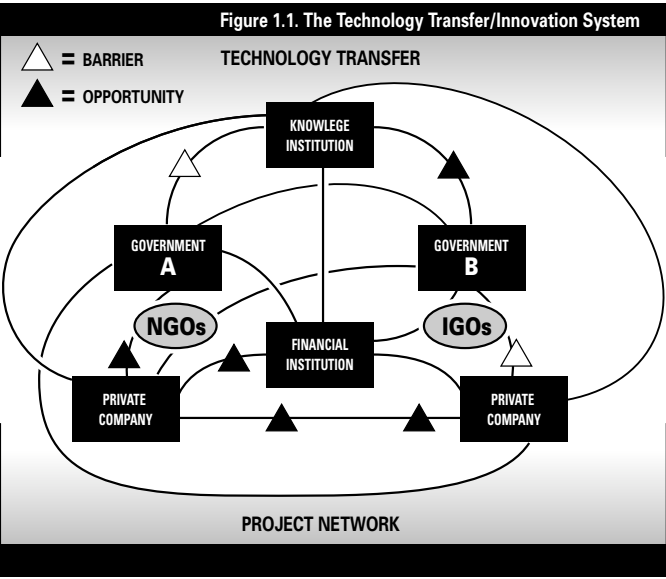 Figure 1.1. The Technology Transfer/Innovation System
= BARRIER
TECHNOLOGY TRANSFER
= OPPORTUNITY
KNOWLEGE
INSTITUTION
GOVERNMENT
A
GOVERNMENT
B
NGOs
IGOs
FINANCIAL
INSTITUTION
PRIVATE
COMPANY
PRIVATE
COMPANY
PROJECT NETWORK